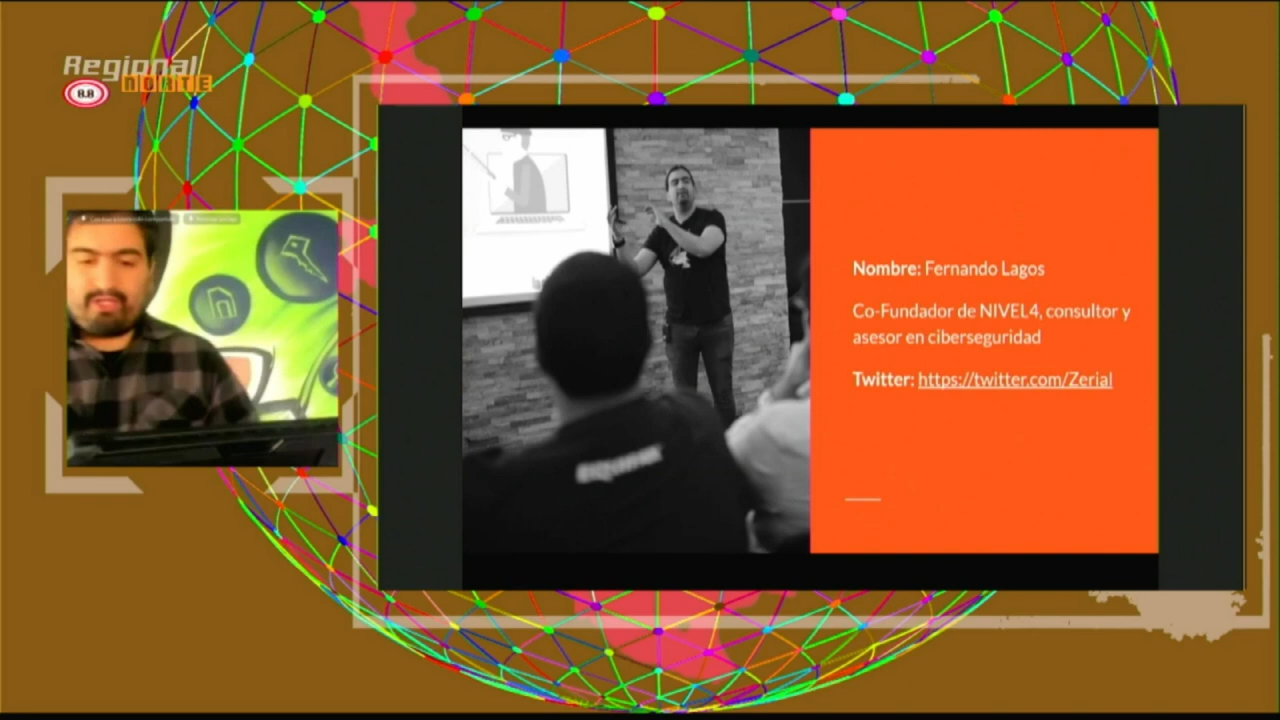 Regional
NORTE
8.8
Nombre: Fernando Lagos
Co-Fundador de NIVEL4, consultor y
asesor en ciberseguridad
Twitter: https://twitter.com/Zerial